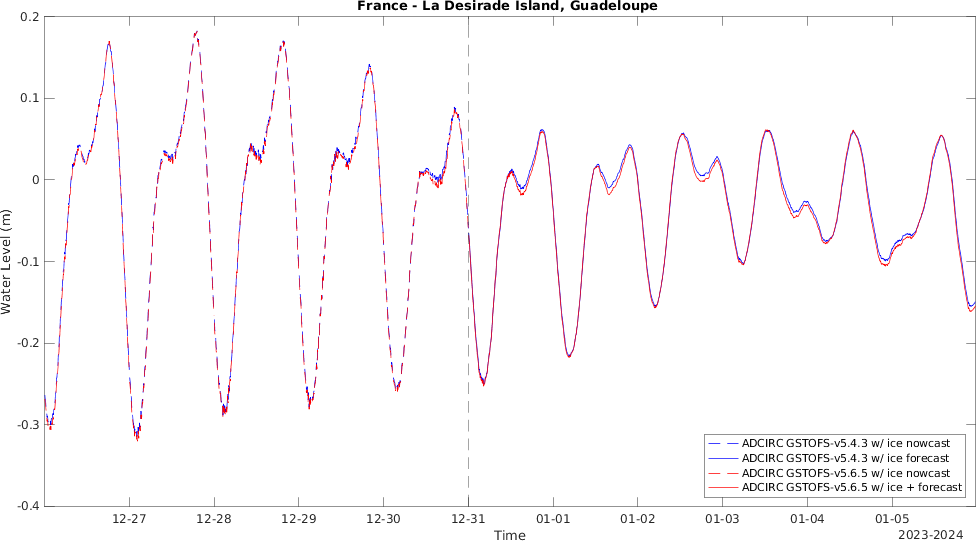 France - La Desirade Island, Guadeloupe
0.2
0.1
0
-0.1
-0.2
-0.3
-0.4
Water Level (m)
12-27
12-28
12-29
12-30
12-31
01-01
01-02
01-03
01-04
01-05
Time
2023-2024
ADCIRC GSTOFS-v5.4.3 w/ ice nowcast
ADCIRC GSTOFS-v5.4.3 w/ ice forecast
ADCIRC GSTOFS-v5.6.5 w/ ice nowcast
ADCIRC GSTOFS-v5.6.5 w/ ice + forecast